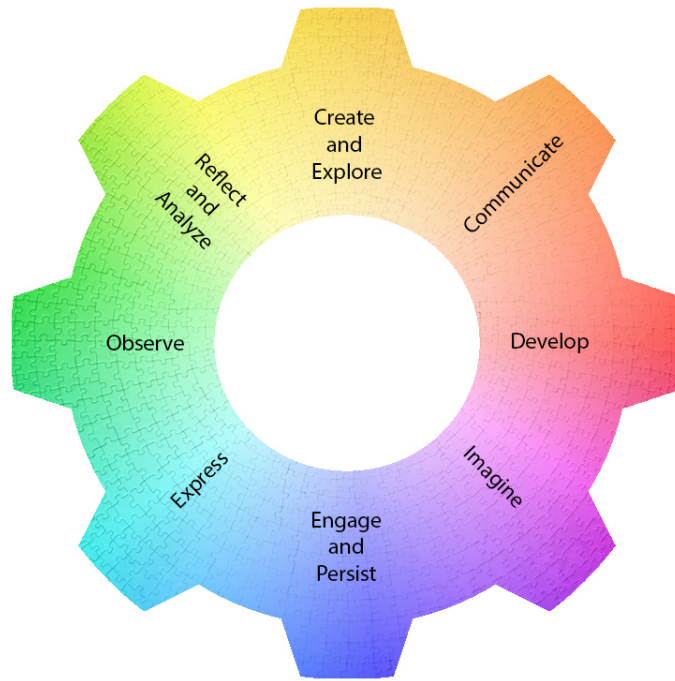 Create
and
Explore
Communicate
Develop
Imagine
Engage
and
Persist
Express
Observe
Reflect
and
Analyze